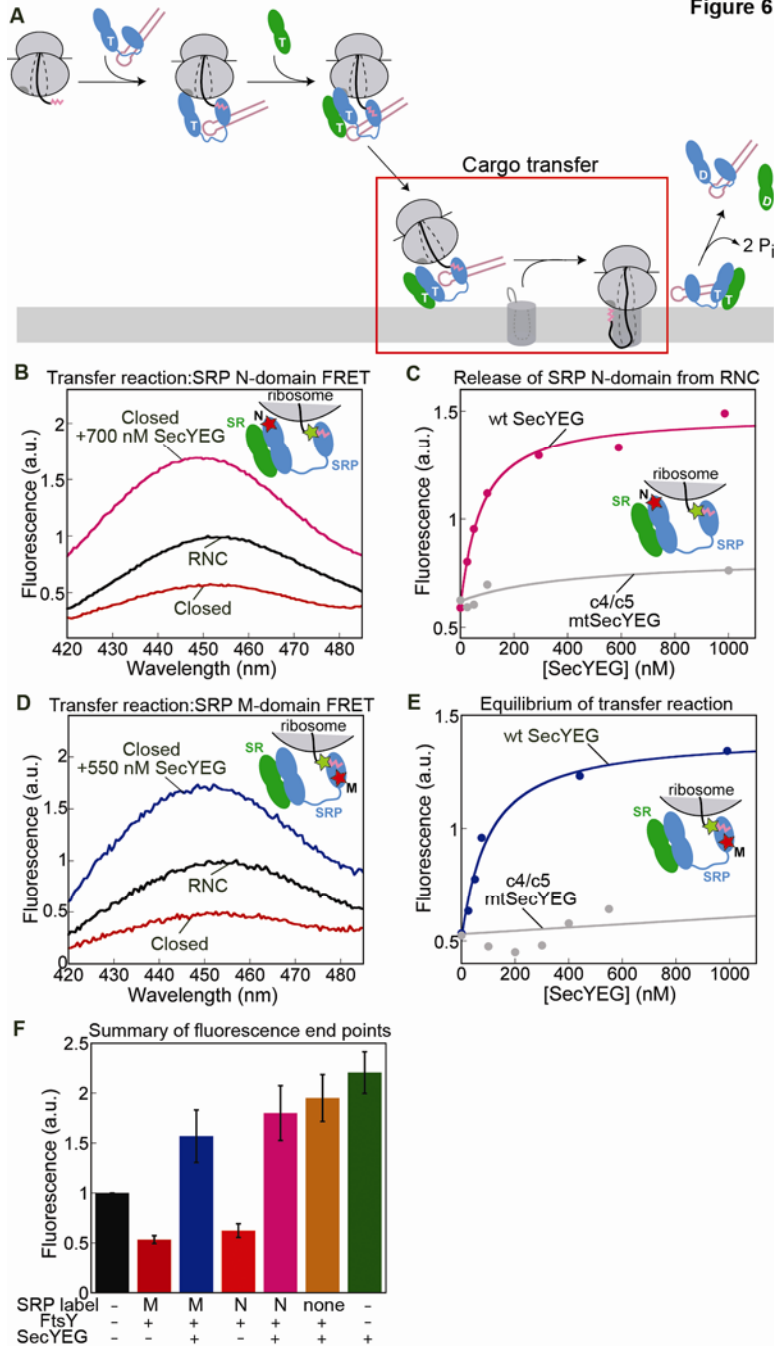 Figure 6
A
T
T
T
T
T
T
Cargo transfer
T
T
T
T
D
D
2 Pi
B Transfer reaction:SRP N-domain FRET
Closed
+700 nM SecYEG
RNC
Closed
ribosome
SR
N
SRP
Fluorescence (a.u.)
2
1.5
1
0.5
420 430 440 450 460 470 480
Wavelength (nm)
C Release of SRP N-domain from RNC
wt SecYEG
c4/c5
mtSecYEG
ribosome
SR
N
SRP
Fluorescence (a.u.)
1.5
1
0.5
0 200 400 600 800 1000
[SecYEG] (nM)
D Transfer reaction:SRP M-domain FRET
Closed
+550 nM SecYEG
RNC
Closed
ribosome
SR
M
SRP
Fluorescence (a.u.)
2
1.5
1
0.5
0
420 430 440 450 460 470 480
Wavelength (nm)
E Equilibrium of transfer reaction
wt SecYEG
c4/c5
mtSecYEG
ribosome
SR
M
SRP
Fluorescence (a.u.)
1.5
1
0.5
0 200 400 600 800 1000
[SecYEG] (nM)
F Summary of fluorescence end points
Fluorescence (a.u.)
2.5
2
1.5
1
0.5
0
SRP label - M M N N none -
FtsY - + + + + + -
SecYEG - - + - + + +